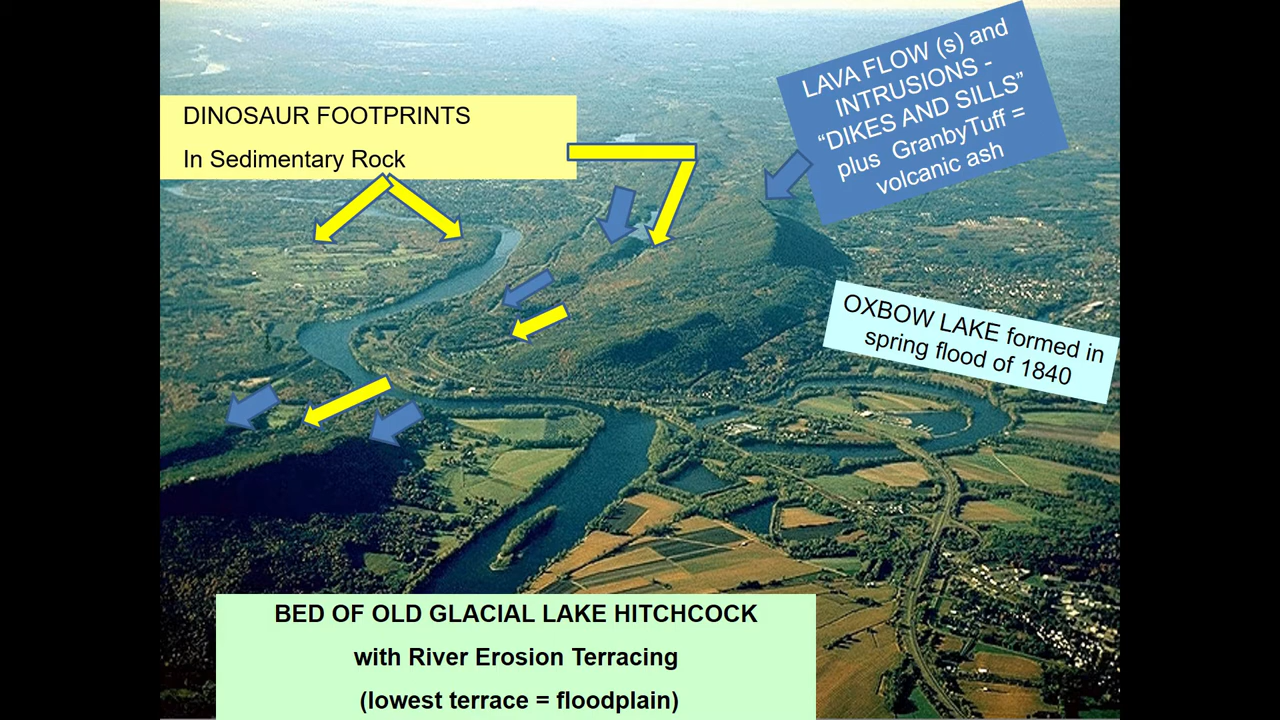 DINOSAUR FOOTPRINTS
In Sedimentary Rock
LAVA FLOW (s) and
INTRUSIONS -
“DIKES AND SILLS”
plus GranbyTuff =
volcanic ash
OXBOW LAKE formed in
spring flood of 1840
BED OF OLD GLACIAL LAKE HITCHCOCK
with River Erosion Terracing
(lowest terrace = floodplain)